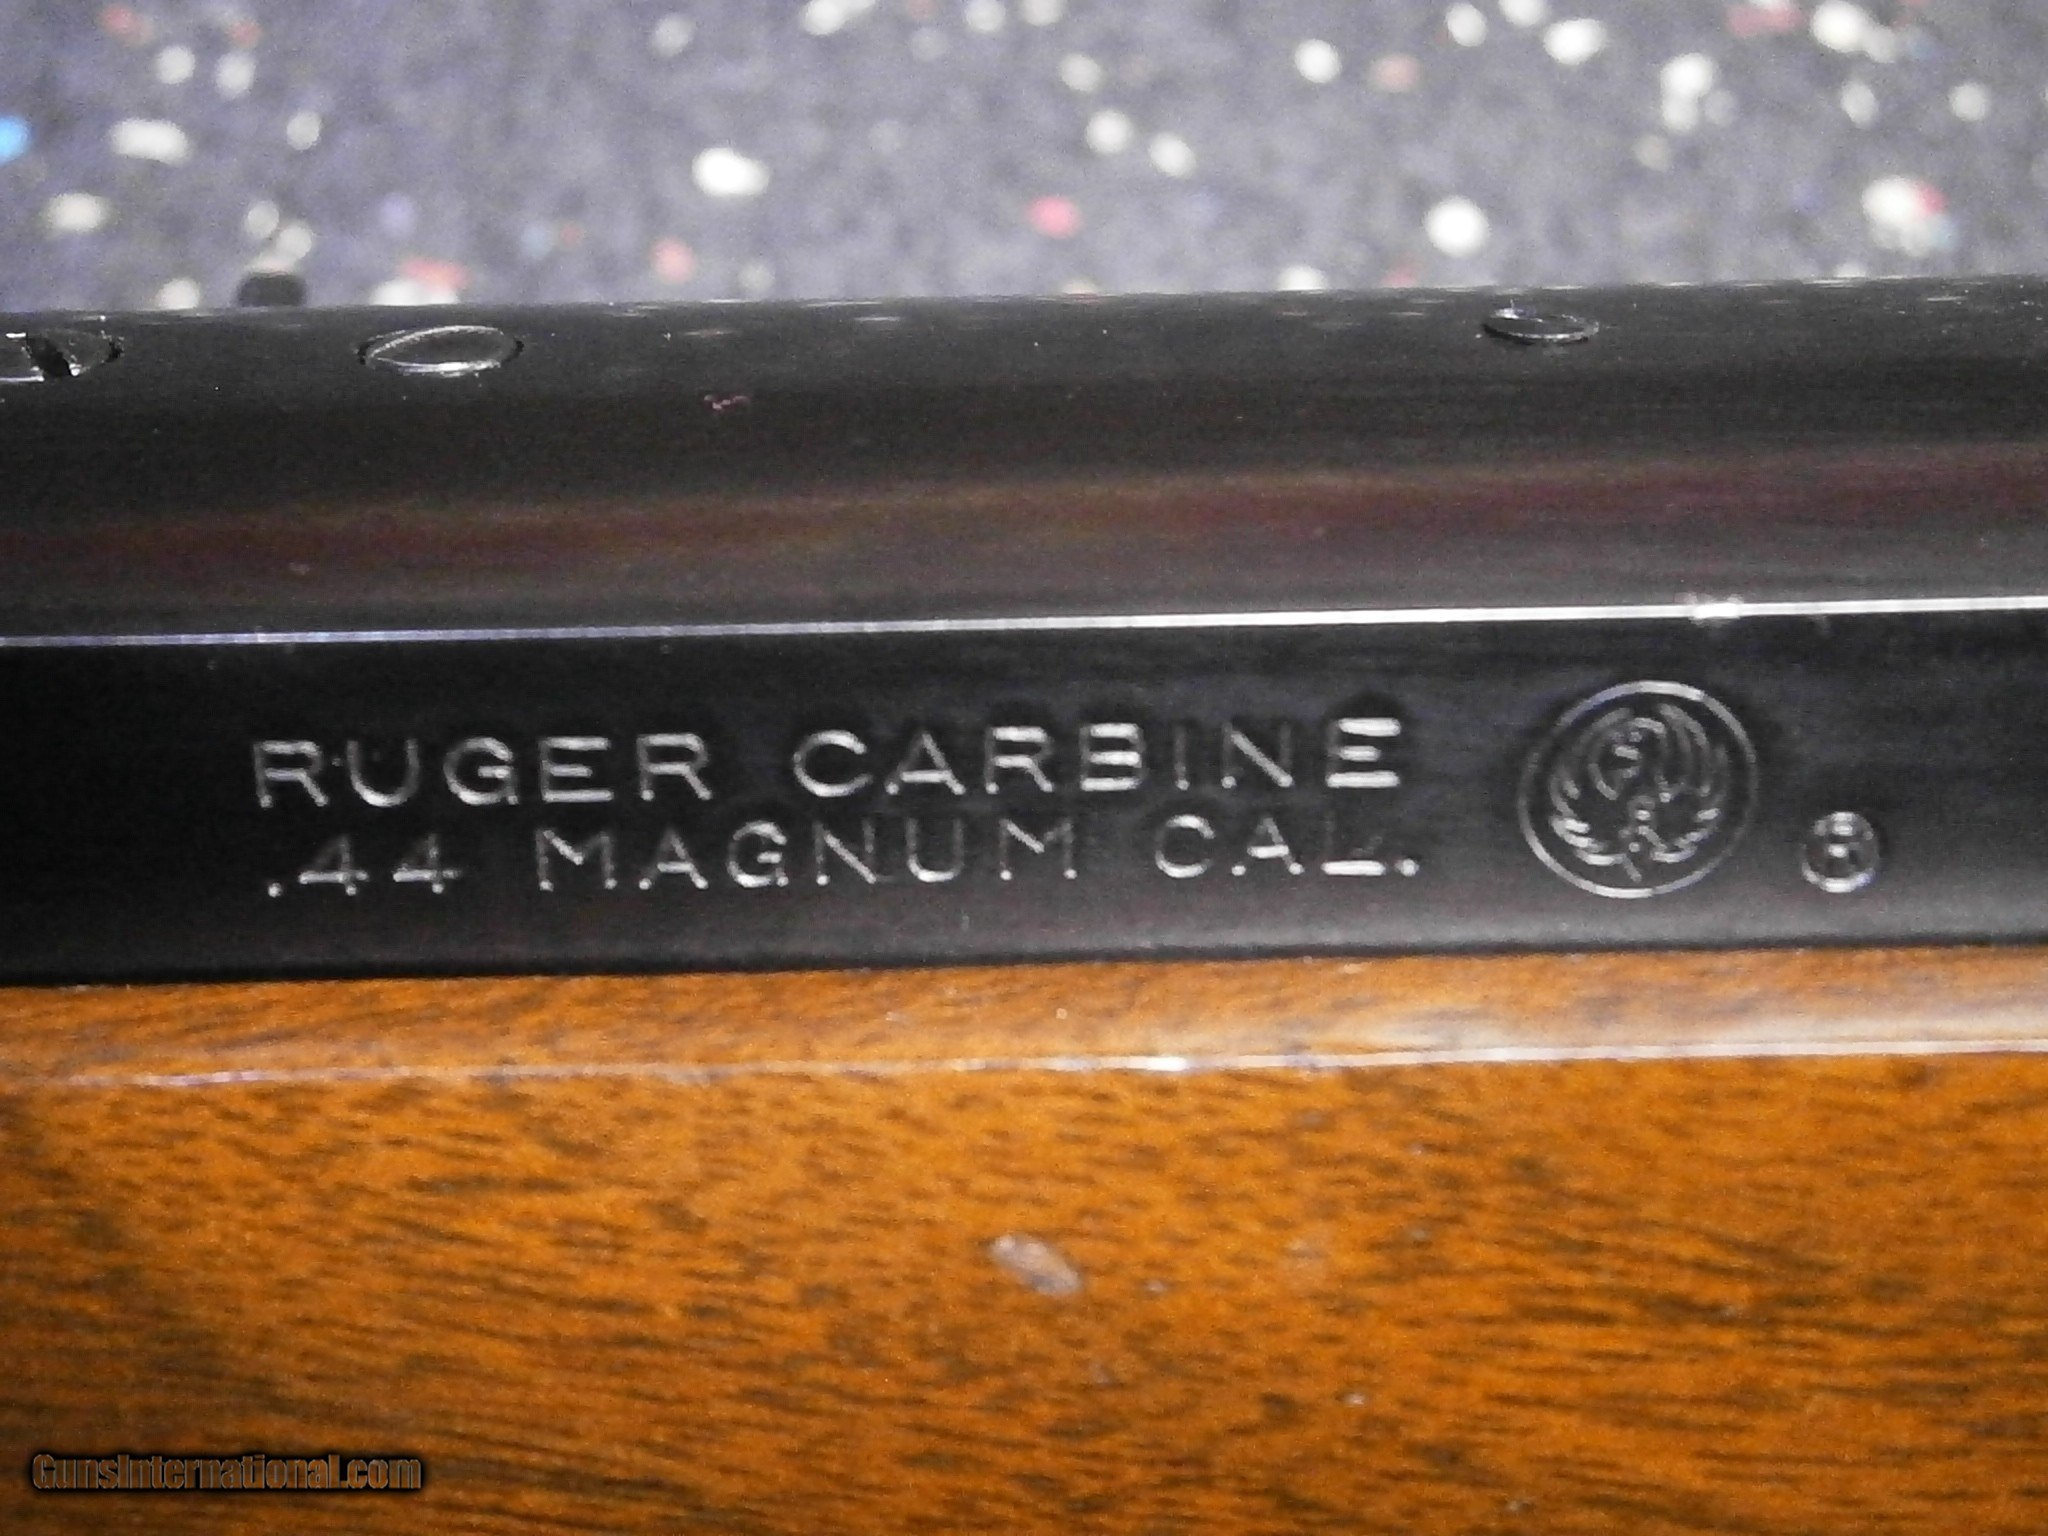 RUGER CARBINE
.44 MAGNUM CAL.
®
GunsInternational.com